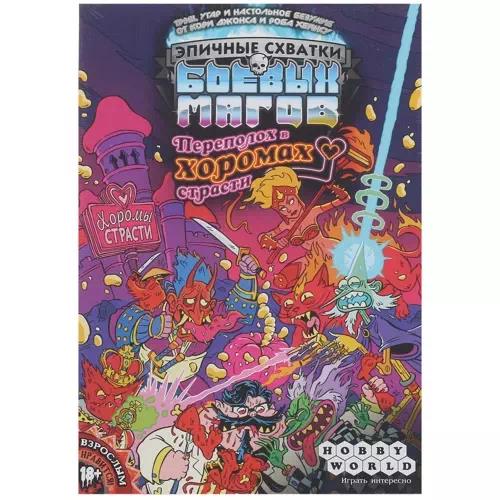 ТРЭШ, УГАР И НАСТОЛЬНОЕ БЕЗУМИЕ
ОТ КОРИ ДЖОНСА И РОБА ХЕЙНСУ
ЭПИЧНЫЕ СХВАТКИ
БОЕВЫХ
МАГОВ
Переполох в
хоромах
страсти
Хоромы
СТРАСТИ
ВЗРОСЛЫМ
НРАВИТСЯ
18+
HOBBY
WORLD
Играть интересно